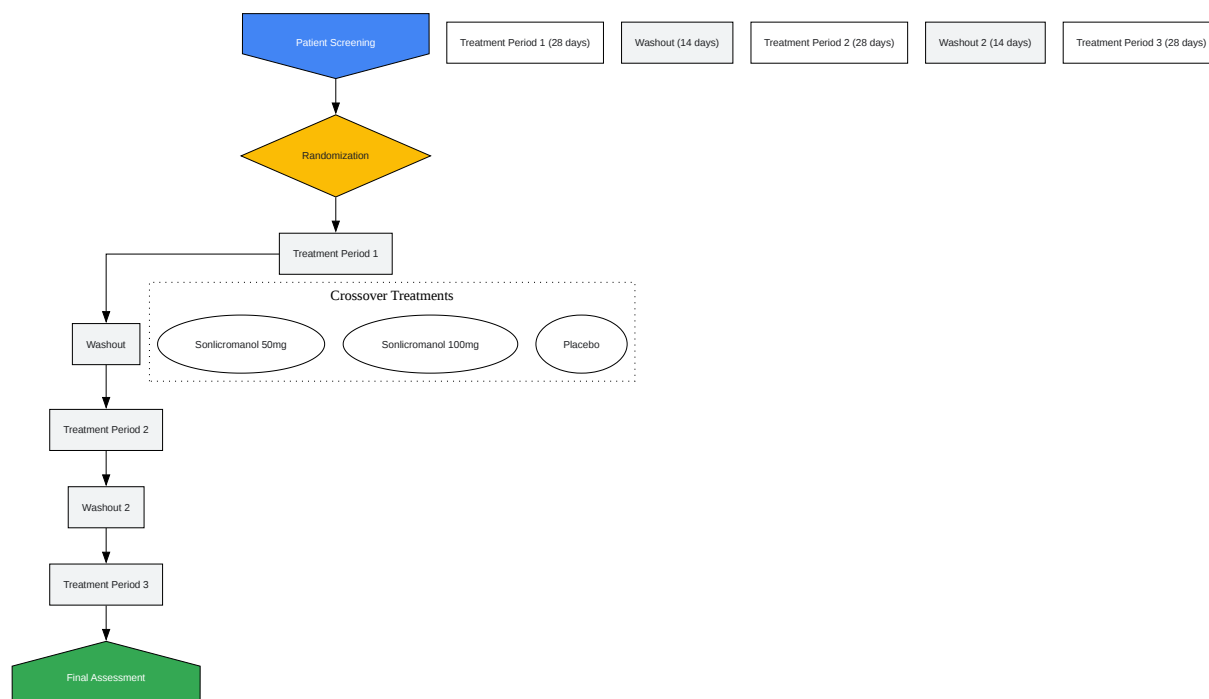 Patient Screening
Treatment Period 1 (28 days)
Washout (14 days)
Treatment Period 2 (28 days)
Washout 2 (14 days)
Treatment Period 3 (28 days)
Randomization
Treatment Period 1
Crossover Treatments
Washout
Sonlicromanol 50mg
Sonlicromanol 100mg
Placebo
Treatment Period 2
Washout 2
Treatment Period 3
Final Assessment